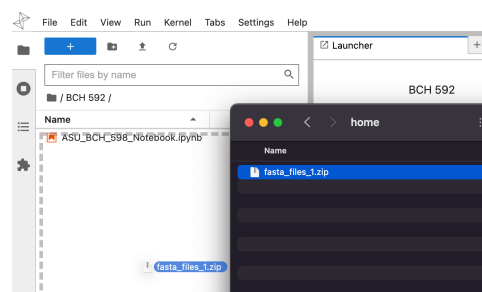 File Edit View Run Kernel Tabs Settings Help
Launcher
Filter files by name
/ BCH 592 /
BCH 592
Name
ASU_BCH_598_Notebook.ipynb
home
Name
fasta_files_1.zip
fasta_files_1.zip